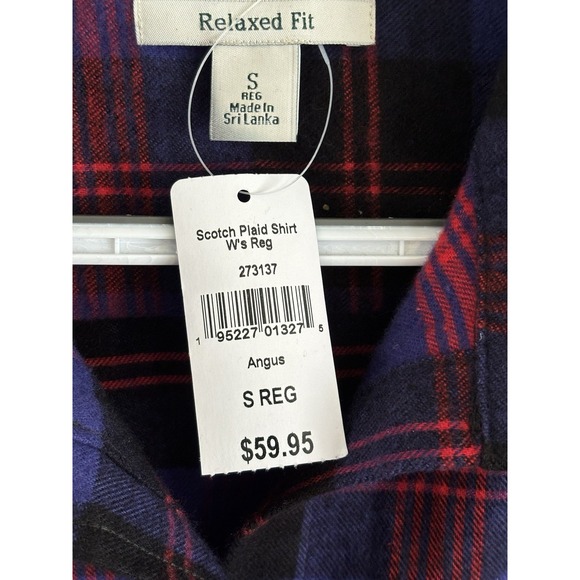 Relaxed Fit
S
REG
Made In
Sri Lanka
Scotch Plaid Shirt
W's Reg
273137
1 95227 01327 5
Angus
S REG
$59.95